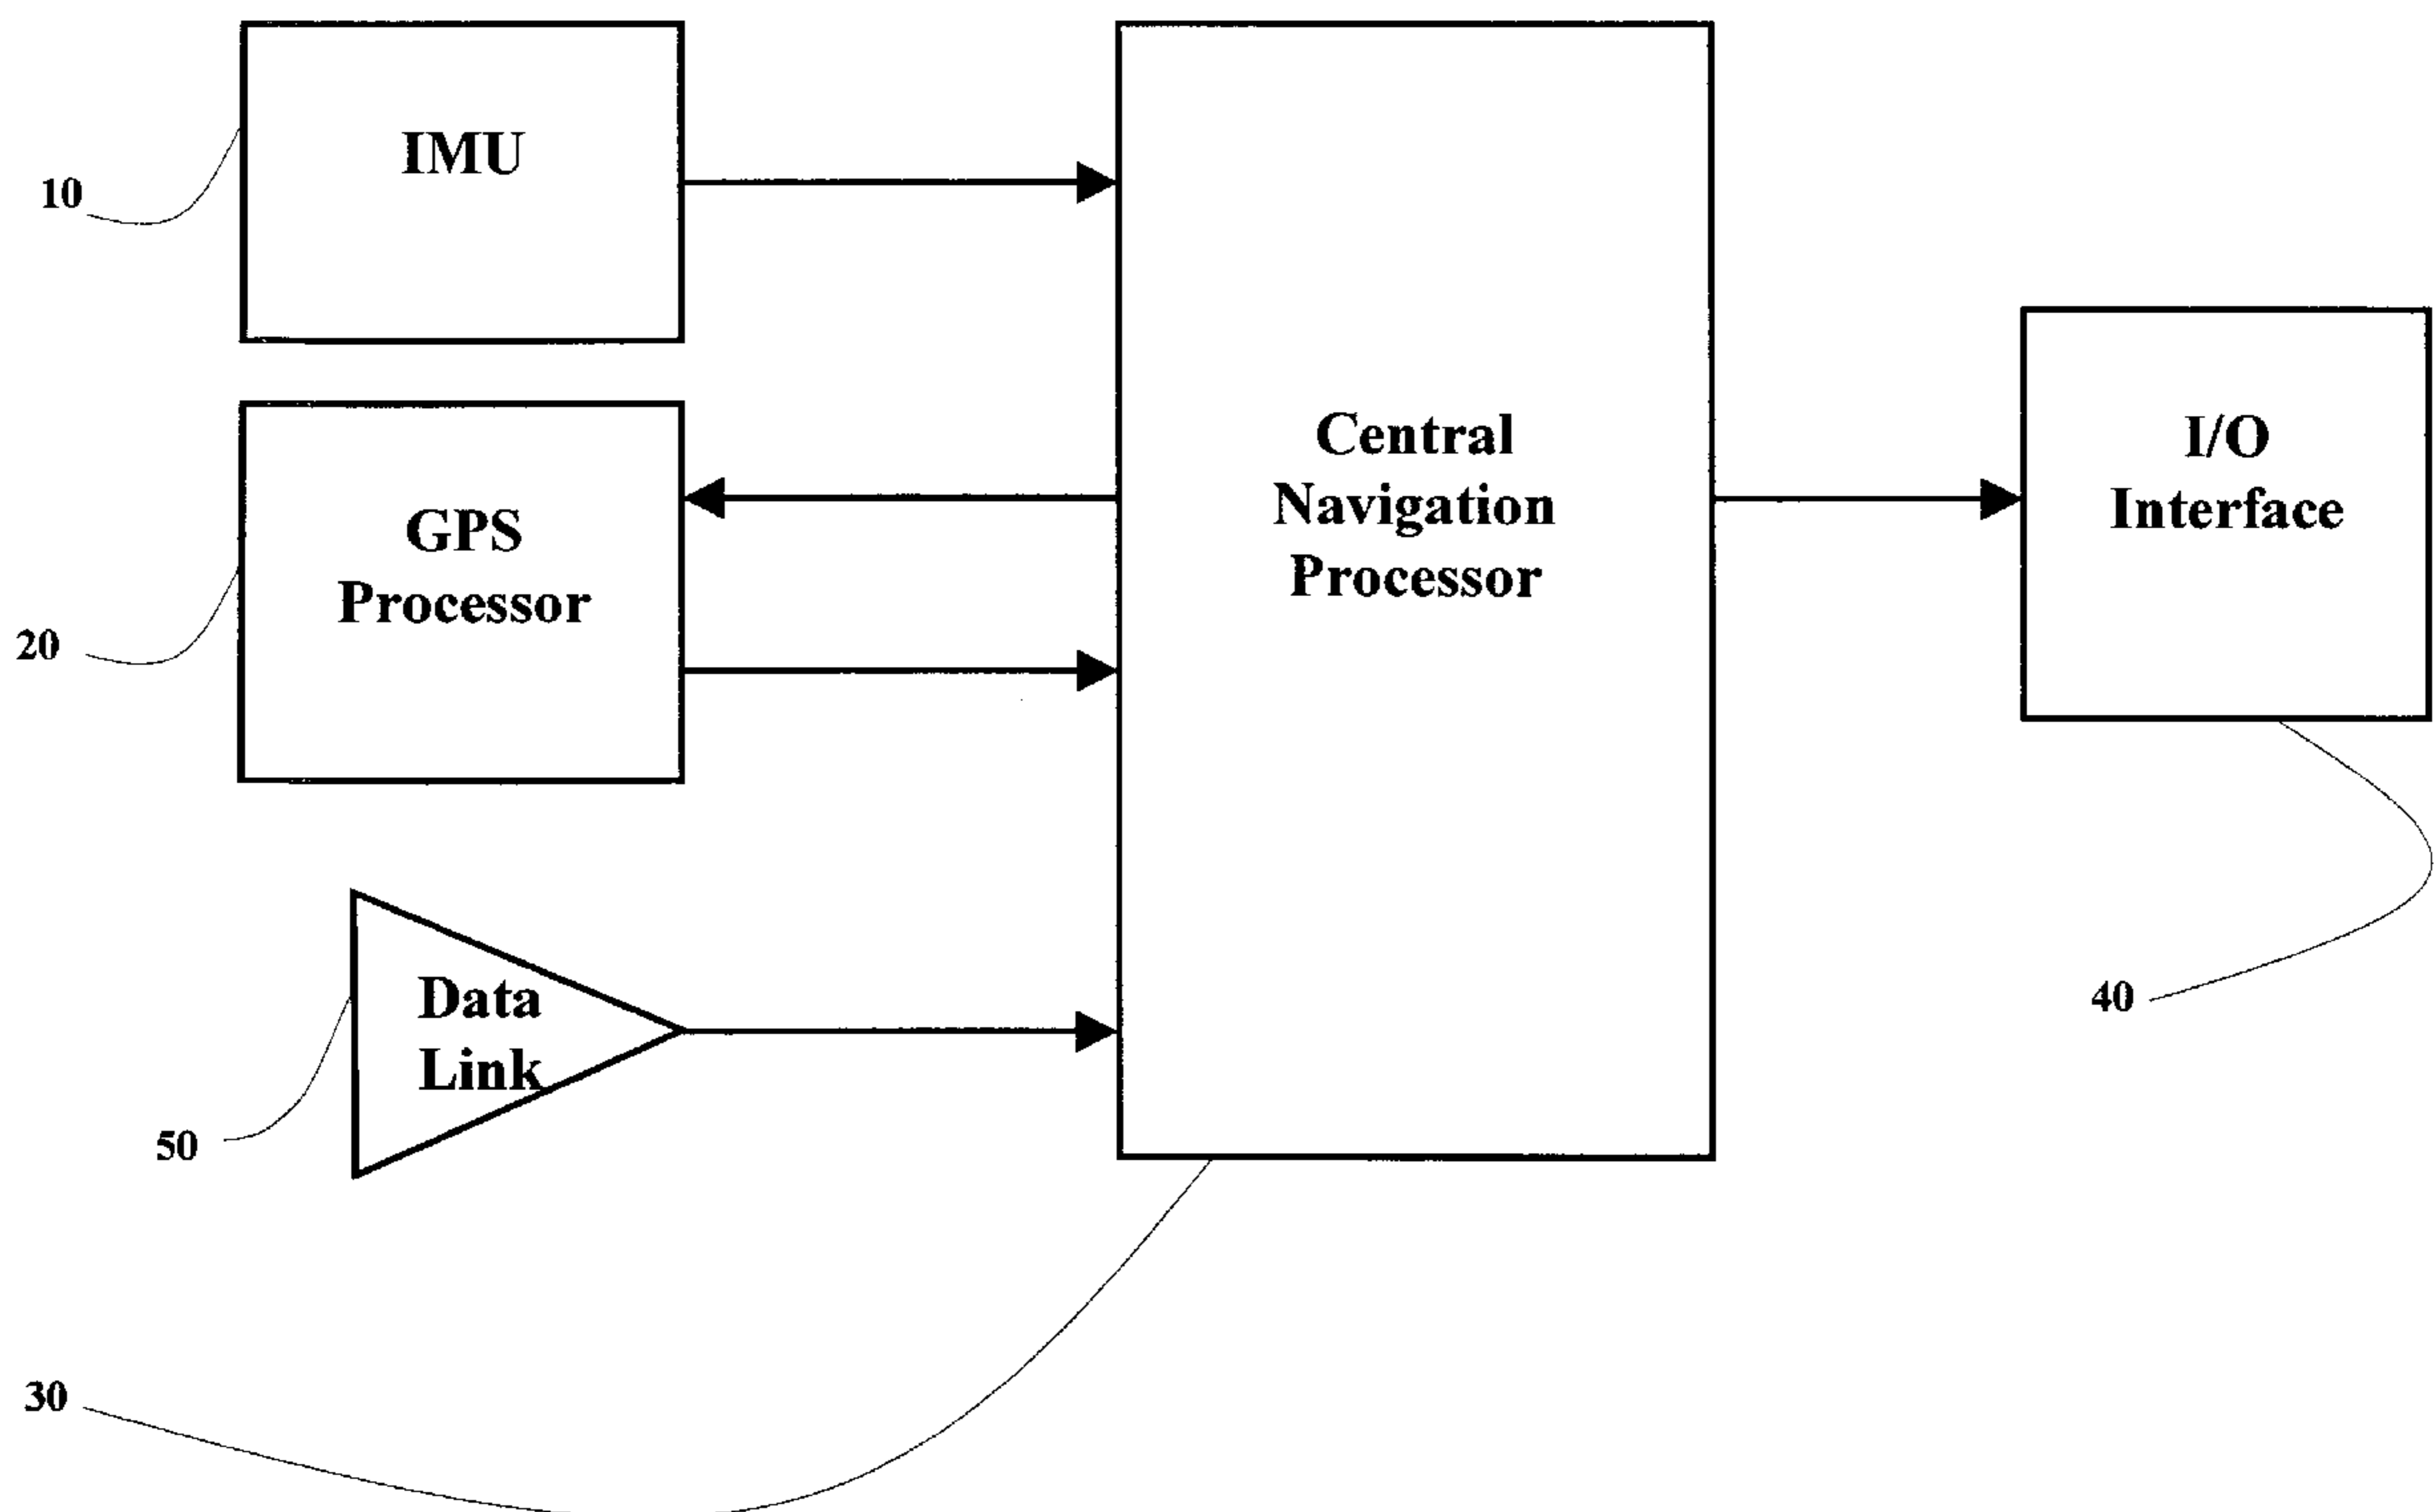 IMU
10
GPS
Processor
20
Central
Navigation
Processor
I/O
Interface
Data
Link
50
40
30